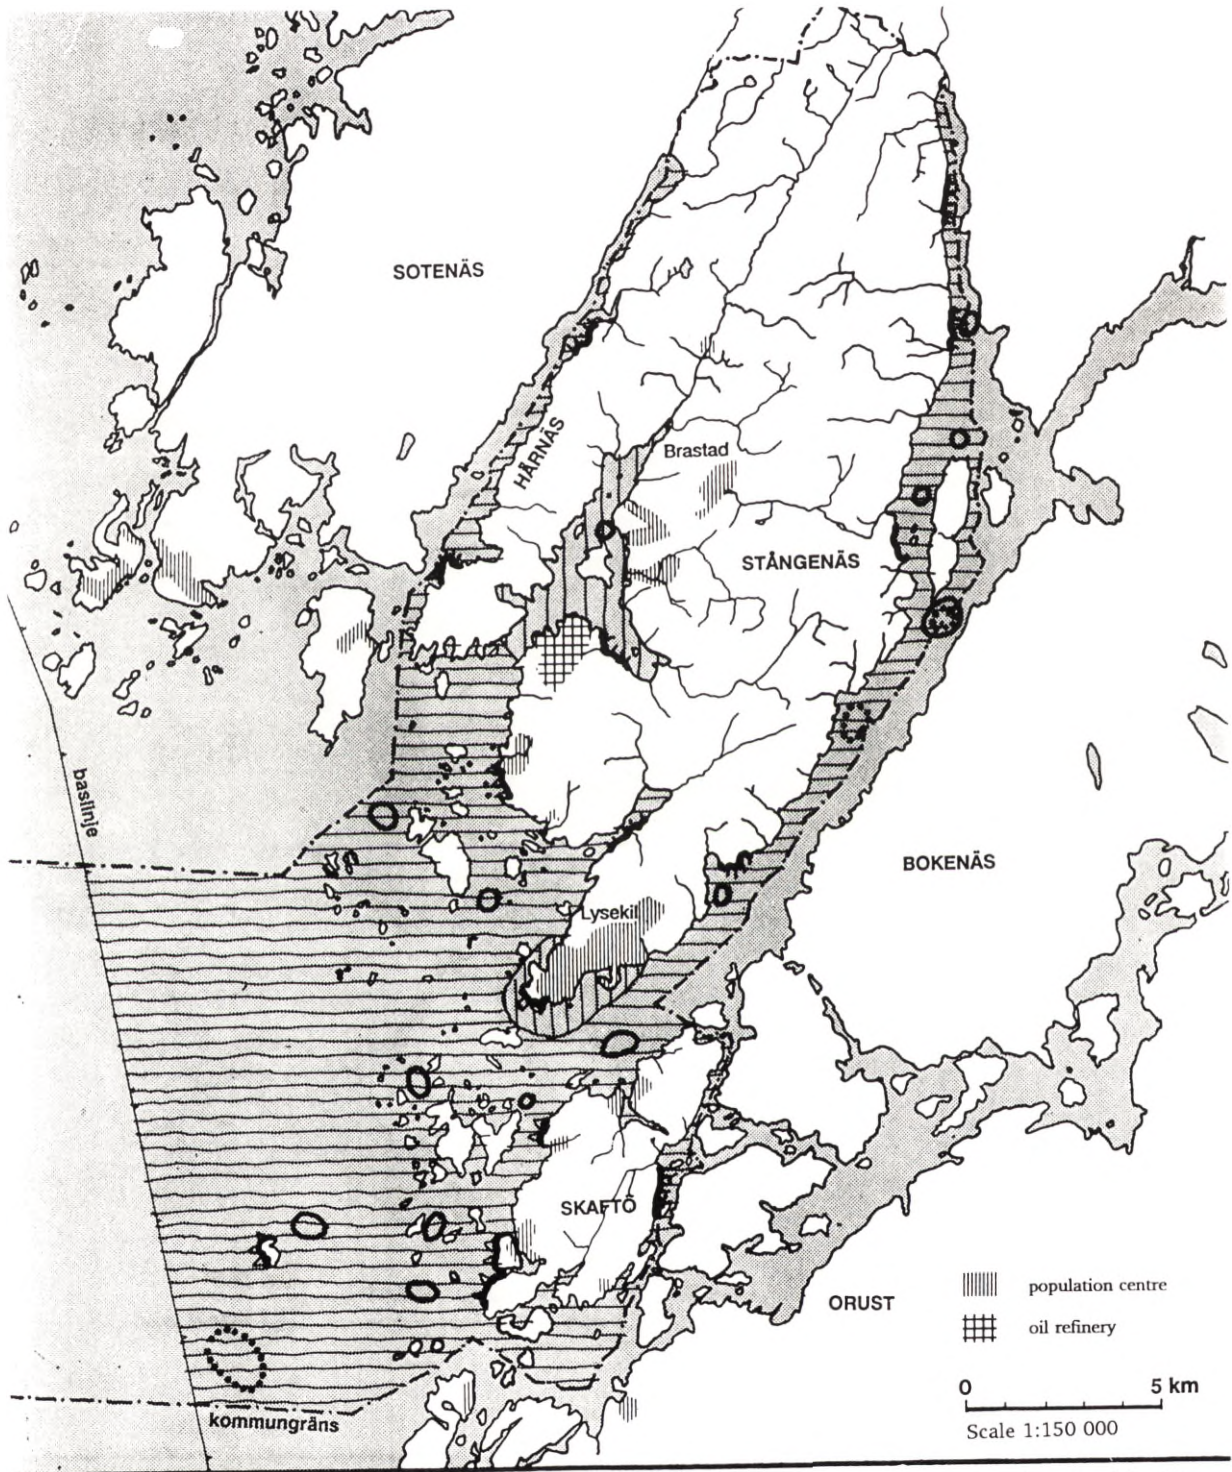 SOTENÄS
HÄRNÄS
Brastad
STÅNGENÄS
baslinje
BOKENÄS
Lysekil
SKAFTÖ
ORUST
population centre
oil refinery
0 5 km
kommungräns
Scale 1:150 000